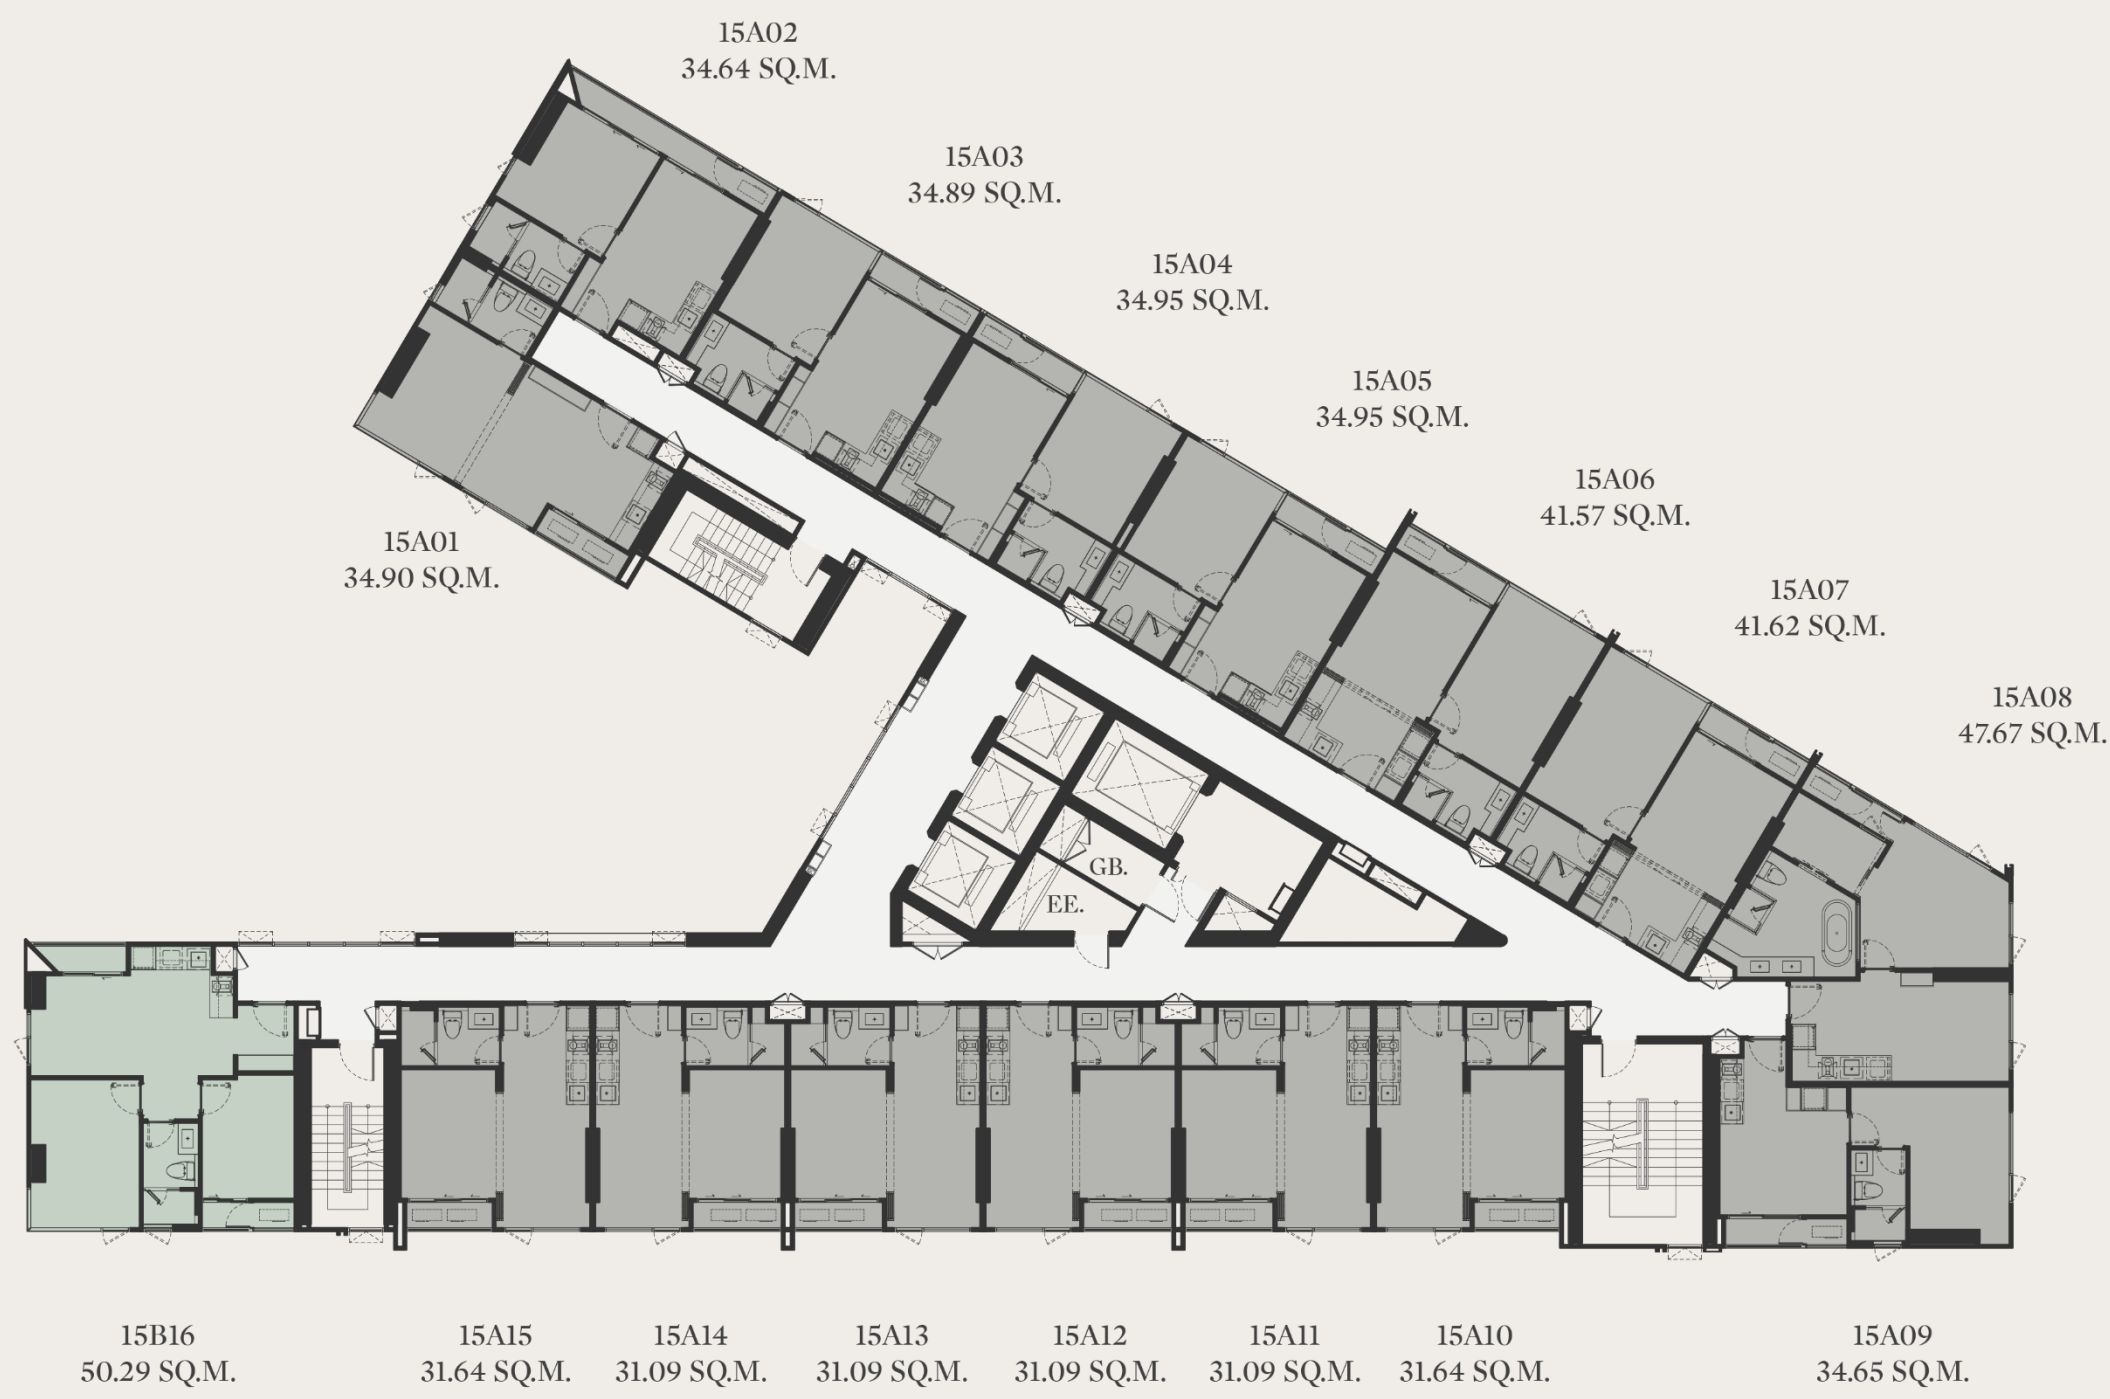 15A02
34.64 SQ.M.
15A03
34.89 SQ.M.
15A04
34.95 SQ.M.
15A05
34.95 SQ.M.
15A06
41.57 SQ.M.
15A07
41.62 SQ.M.
15A08
47.67 SQ.M.
15A01
34.90 SQ.M.
GB.
EE.
15B16
50.29 SQ.M.
15A15
31.64 SQ.M.
15A14
31.09 SQ.M.
15A13
31.09 SQ.M.
15A12
31.09 SQ.M.
15A11
31.09 SQ.M.
15A10
31.64 SQ.M.
15A09
34.65 SQ.M.